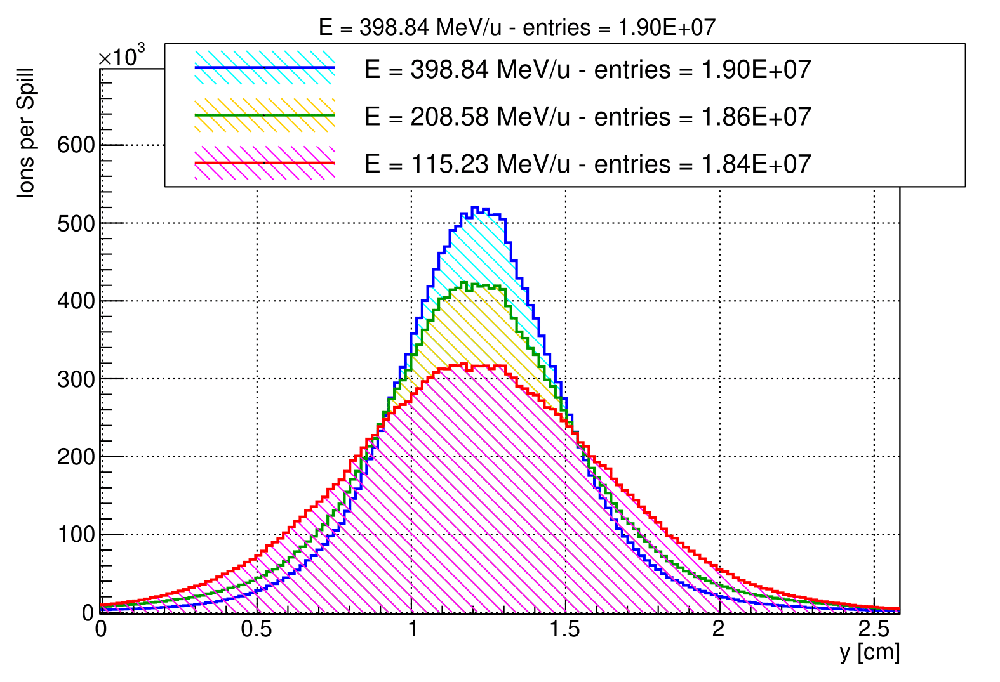 E = 398.84 MeV/u - entries = 1.90E+07
×10³
E = 398.84 MeV/u - entries = 1.90E+07
E = 208.58 MeV/u - entries = 1.86E+07
E = 115.23 MeV/u - entries = 1.84E+07
Ions per Spill
600
500
400
300
200
100
0
0 0.5 1 1.5 2 2.5
y [cm]